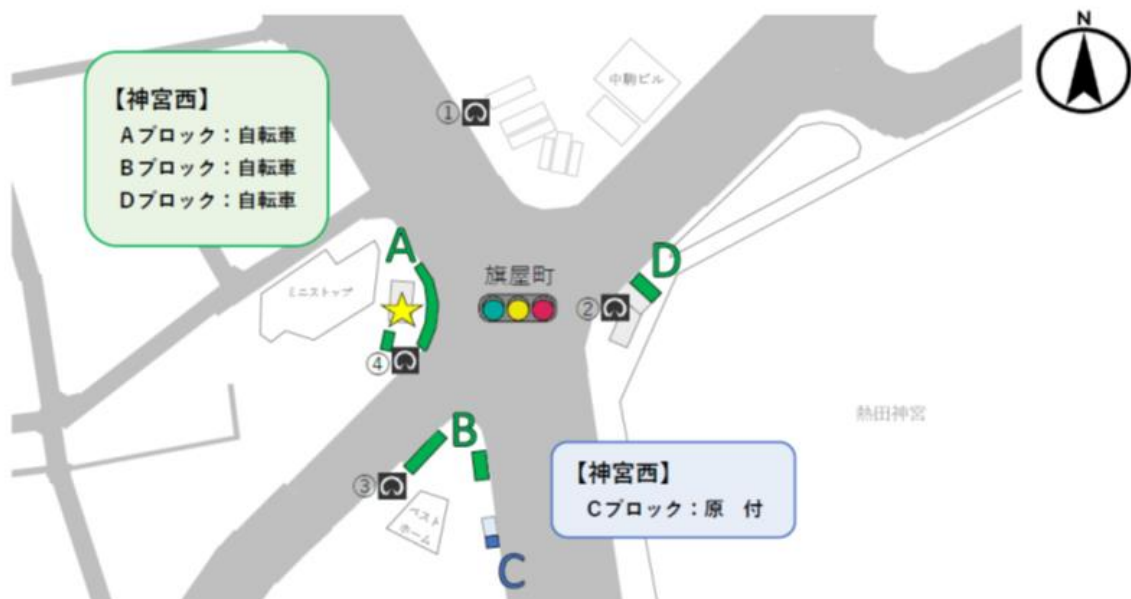 N
【神宮西】
Aブロック：自転車
Bブロック：自転車
Dブロック：自転車
中駒ビル
①
A
旗屋町
D
ミニストップ
②
④
B
熱田神宮
③
ベスト
ホーム
【神宮西】
Cブロック：原　付
C